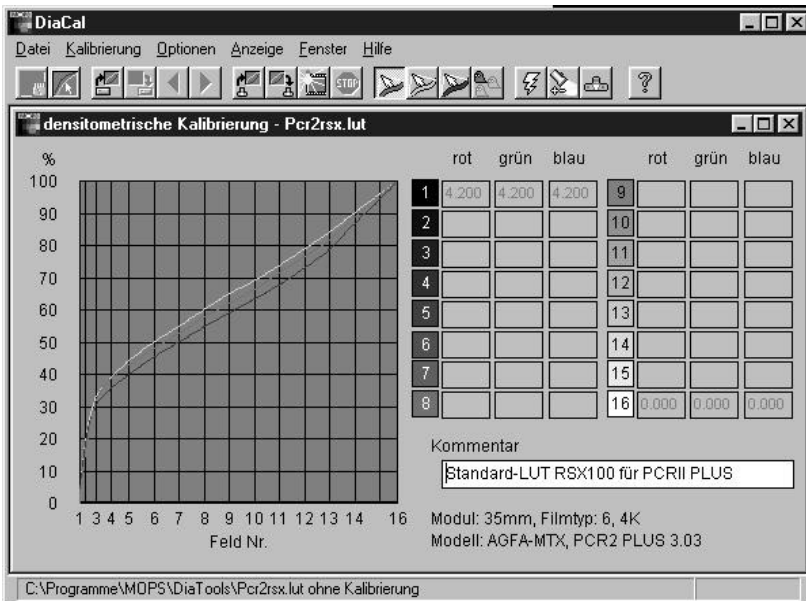 DiaCal
Datei Kalibrierung Optionen Anzeige Fenster Hilfe
STOP
?
densitometrische Kalibrierung - Pcr2rsx.lut
%
100
90
80
70
60
50
40
30
20
10
0
1 3 4 5 6 7 8 9 10 11 12 13 14 16
Feld Nr.
rot grün blau rot grün blau
1 4.200 4.200 4.200 9
2 10
3 11
4 12
5 13
6 14
7 15
8 16 0.000 0.000 0.000
Kommentar
Standard-LUT RSX100 für PCRII PLUS
Modul: 35mm, Filmtyp: 6, 4K
Modell: AGFA-MTX, PCR2 PLUS 3.03
C:\Programme\MOPS\DiaTools\Pcr2rsx.lut ohne Kalibrierung